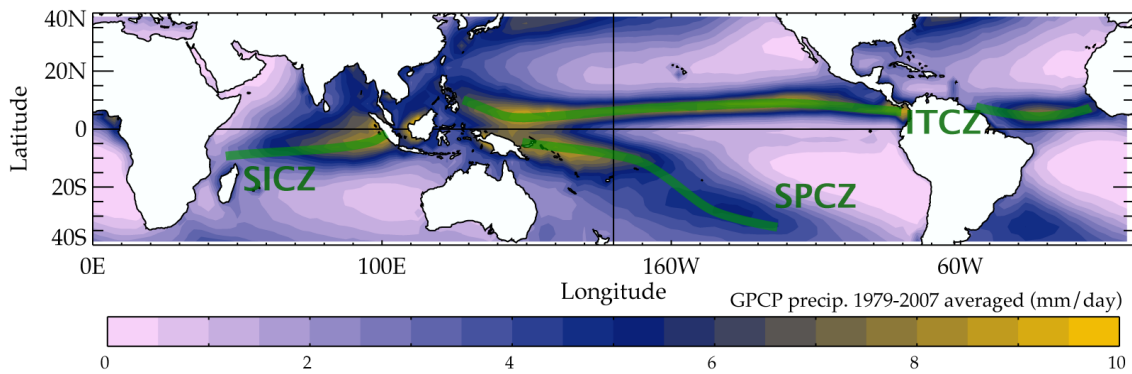 40N
20N
0
20S
40S
Latitude
ITCZ
SICZ
SPCZ
0E
100E
160W
60W
Longitude
GPCP precip. 1979-2007 averaged (mm/day)
0
2
4
6
8
10